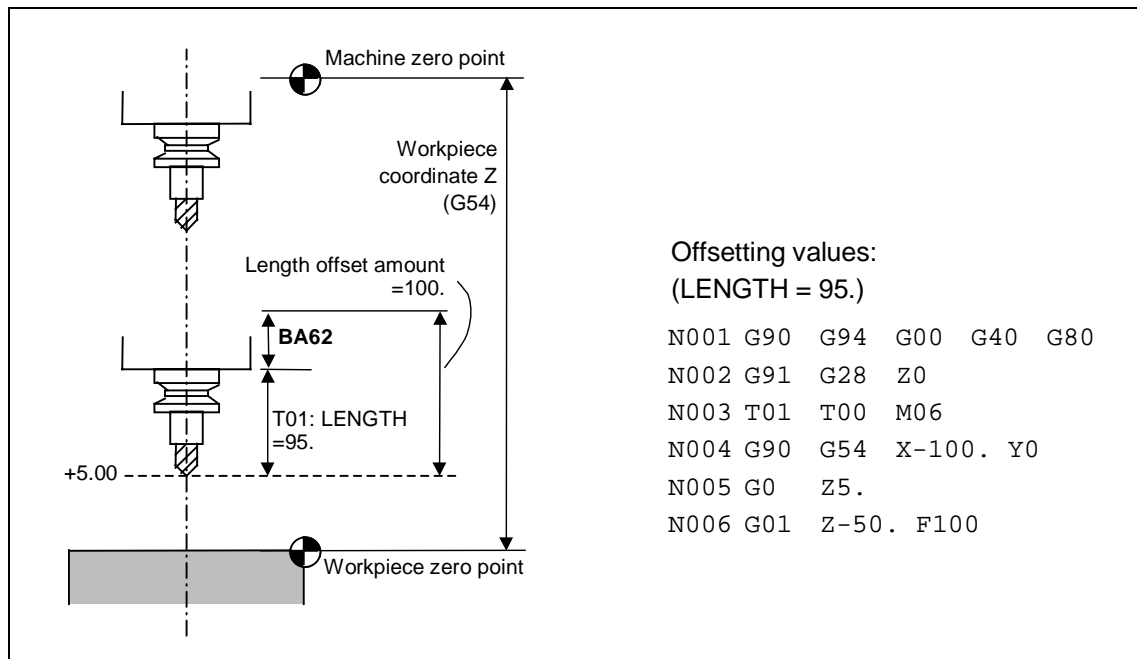 Machine zero point
Workpiece
coordinate Z
(G54)
Length offset amount
=100.
BA62
T01: LENGTH
=95.
+5.00
Workpiece zero point
Offsetting values:
(LENGTH = 95.)
N001 G90 G94 G00 G40 G80
N002 G91 G28 Z0
N003 T01 T00 M06
N004 G90 G54 X-100. Y0
N005 G0 Z5.
N006 G01 Z-50. F100